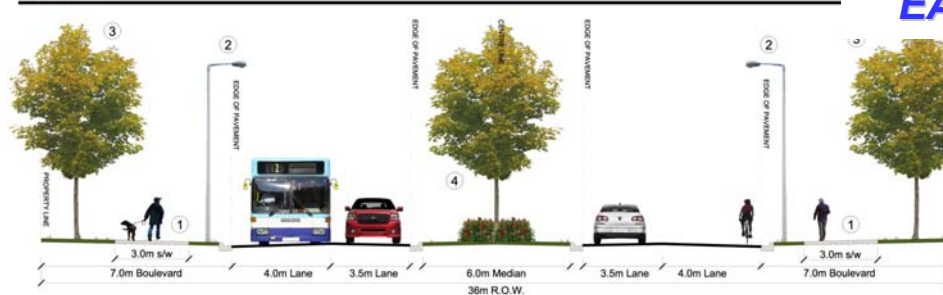 EA
3
2
2
3
EDGE OF PAVEMENT
CENTRE LINE
EDGE OF PAVEMENT
EDGE OF PAVEMENT
EDGE OF PAVEMENT
PROPERTY LINE
4
1
1
3.0m s/w
3.0m s/w
7.0m Boulevard
4.0m Lane
3.5m Lane
6.0m Median
3.5m Lane
4.0m Lane
7.0m Boulevard
36m R.O.W.